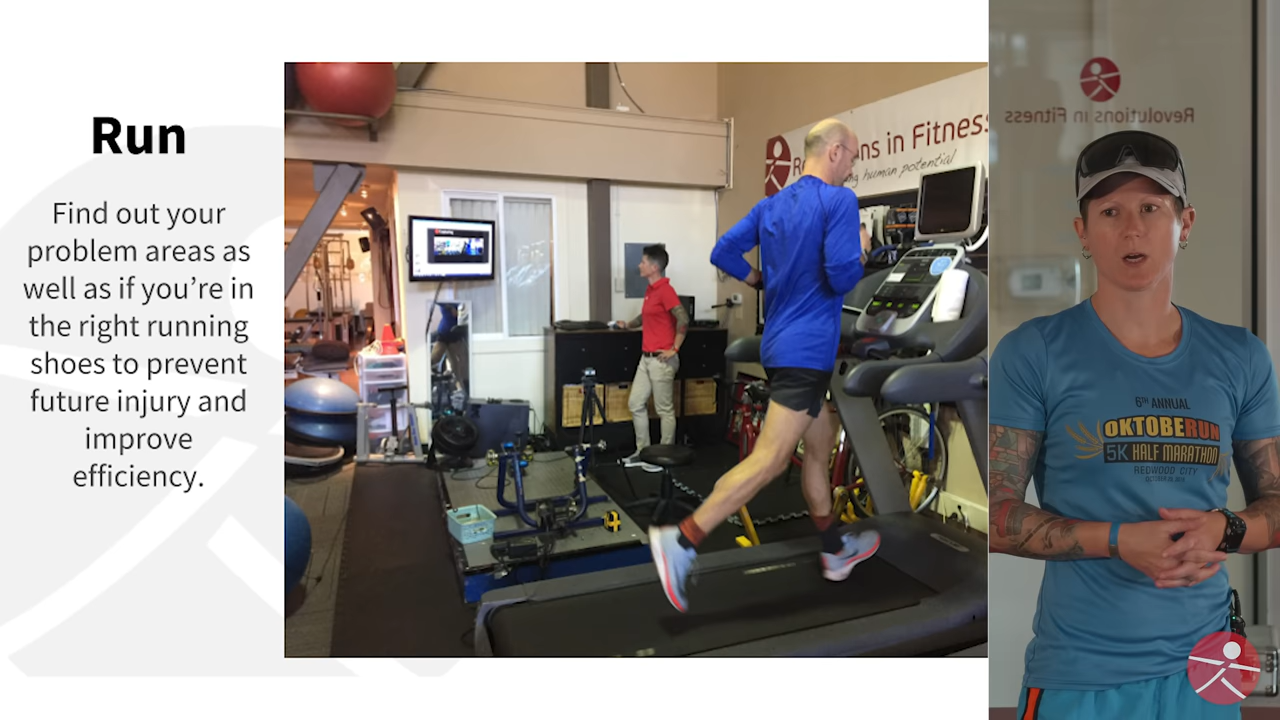 Run
Find out your
problem areas as
well as if you're in
the right running
shoes to prevent
future injury and
improve
efficiency.
ns in Fitness
human potential
Revolutions in Fitness
6TH ANNUAL
OKTOBERUN
5K HALF MARATHON
REDWOOD CITY